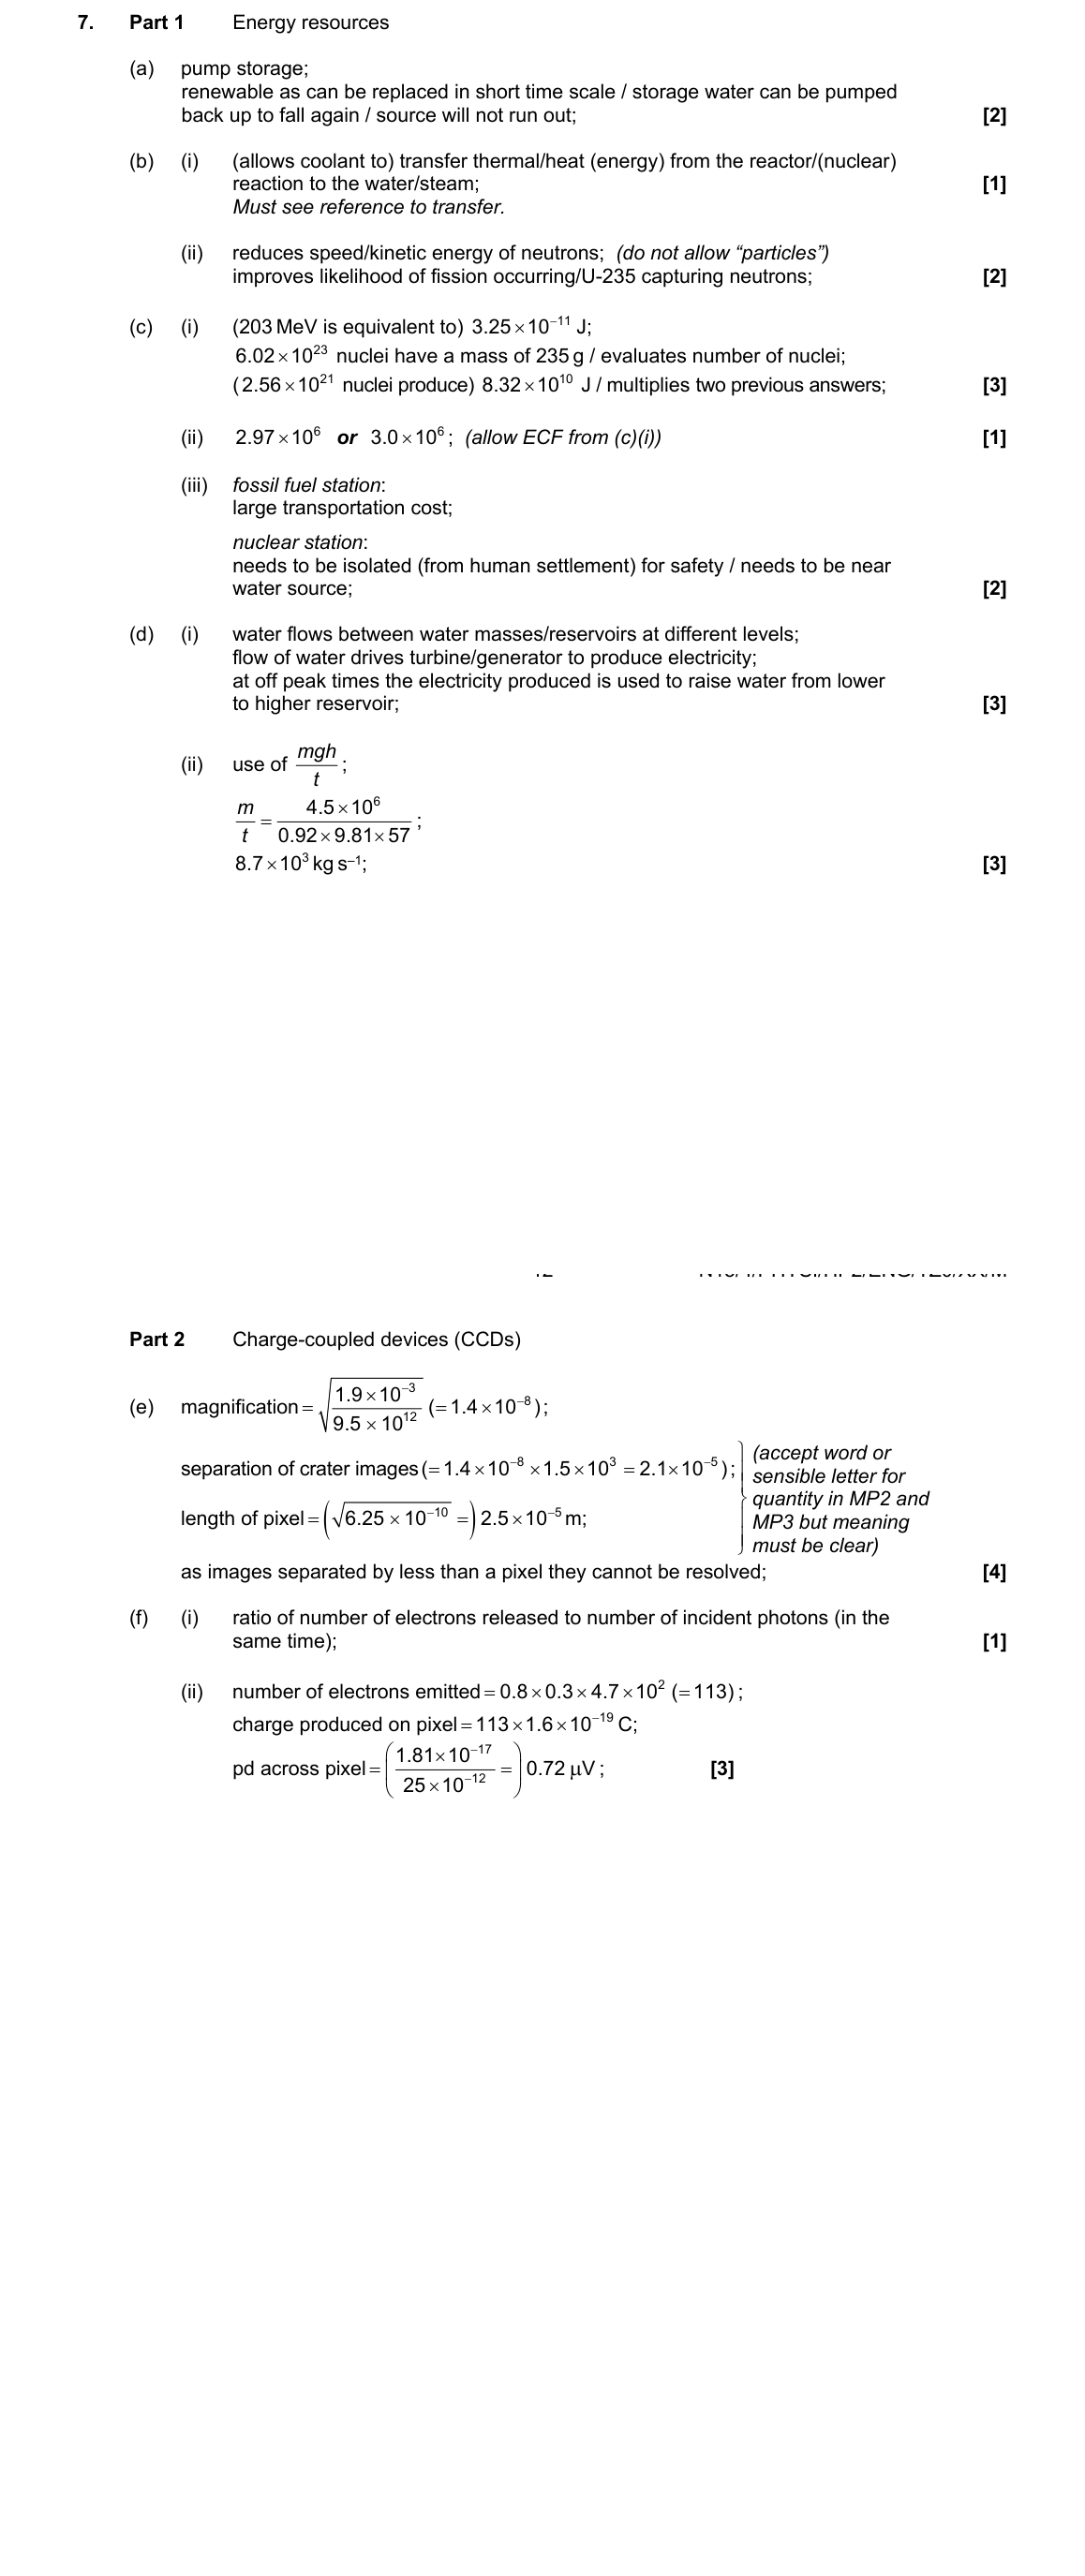 7. Part 1 Energy resources
(a) pump storage;
renewable as can be replaced in short time scale / storage water can be pumped
back up to fall again / source will not run out; [2]
(b) (i) (allows coolant to) transfer thermal/heat (energy) from the reactor/(nuclear)
reaction to the water/steam; [1]
Must see reference to transfer.
(ii) reduces speed/kinetic energy of neutrons; (do not allow “particles”)
improves likelihood of fission occurring/U-235 capturing neutrons; [2]
(c) (i) (203 MeV is equivalent to) 3.25×10⁻¹¹ J;
6.02×10²³ nuclei have a mass of 235 g / evaluates number of nuclei;
(2.56×10²¹ nuclei produce) 8.32×10¹⁰ J / multiplies two previous answers; [3]
(ii) 2.97×10⁶ or 3.0×10⁶; (allow ECF from (c)(i)) [1]
(iii) fossil fuel station:
large transportation cost;
nuclear station:
needs to be isolated (from human settlement) for safety / needs to be near
water source; [2]
(d) (i) water flows between water masses/reservoirs at different levels;
flow of water drives turbine/generator to produce electricity;
at off peak times the electricity produced is used to raise water from lower
to higher reservoir; [3]
(ii) use of mgh/t;
m/t = 4.5×10⁶/(0.92×9.81×57);
8.7×10³ kg s⁻¹; [3]
Part 2 Charge-coupled devices (CCDs)
(e) magnification = √(1.9×10⁻³/9.5×10¹²) (=1.4×10⁻⁸);
separation of crater images (=1.4×10⁻⁸×1.5×10³ = 2.1×10⁻⁵);
length of pixel = (√6.25×10⁻¹⁰ =) 2.5×10⁻⁵ m;
(accept word or
sensible letter for
quantity in MP2 and
MP3 but meaning
must be clear)
as images separated by less than a pixel they cannot be resolved; [4]
(f) (i) ratio of number of electrons released to number of incident photons (in the
same time); [1]
(ii) number of electrons emitted = 0.8×0.3×4.7×10² (=113);
charge produced on pixel = 113×1.6×10⁻¹⁹ C;
pd across pixel = (1.81×10⁻¹⁷/25×10⁻¹² =) 0.72 μV; [3]